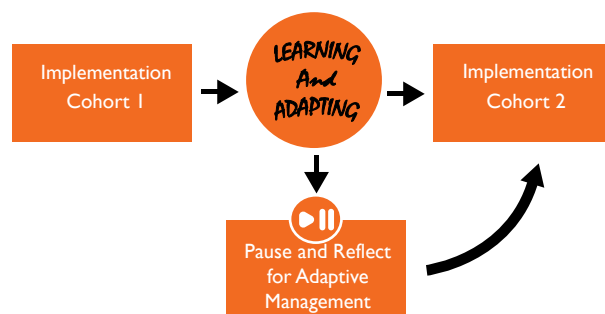 Implementation
Cohort 1
LEARNING
And
ADAPTING
Implementation
Cohort 2
Pause and Reflect
for Adaptive
Management